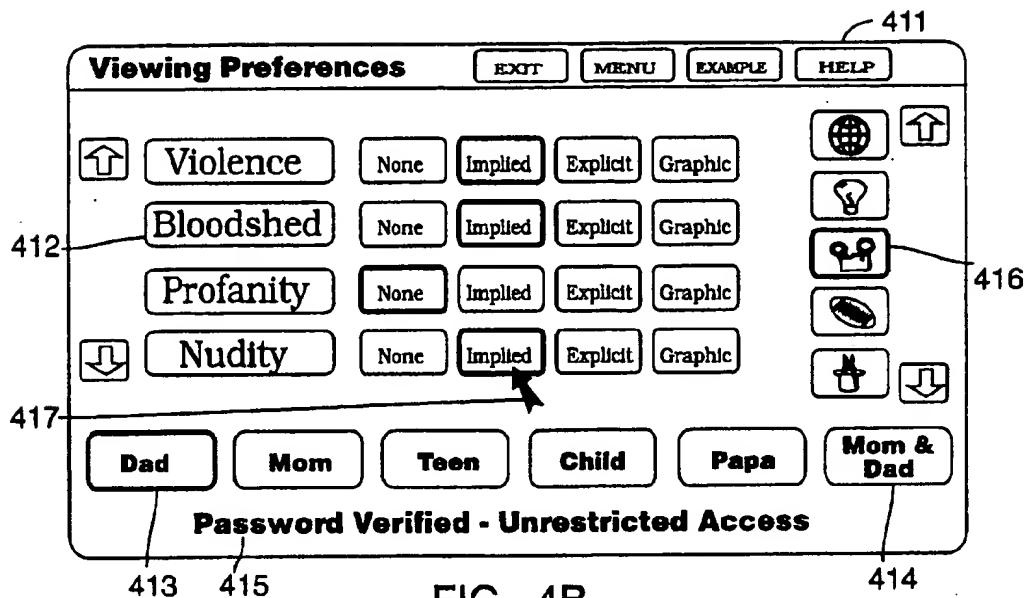 411
Viewing Preferences EXIT MENU EXAMPLE HELP
Violence None Implied Explicit Graphic
Bloodshed None Implied Explicit Graphic
412
416
Profanity None Implied Explicit Graphic
Nudity None Implied Explicit Graphic
417
Dad Mom Teen Child Papa Mom & Dad
Password Verified - Unrestricted Access
413 415 414
FIG. 4B